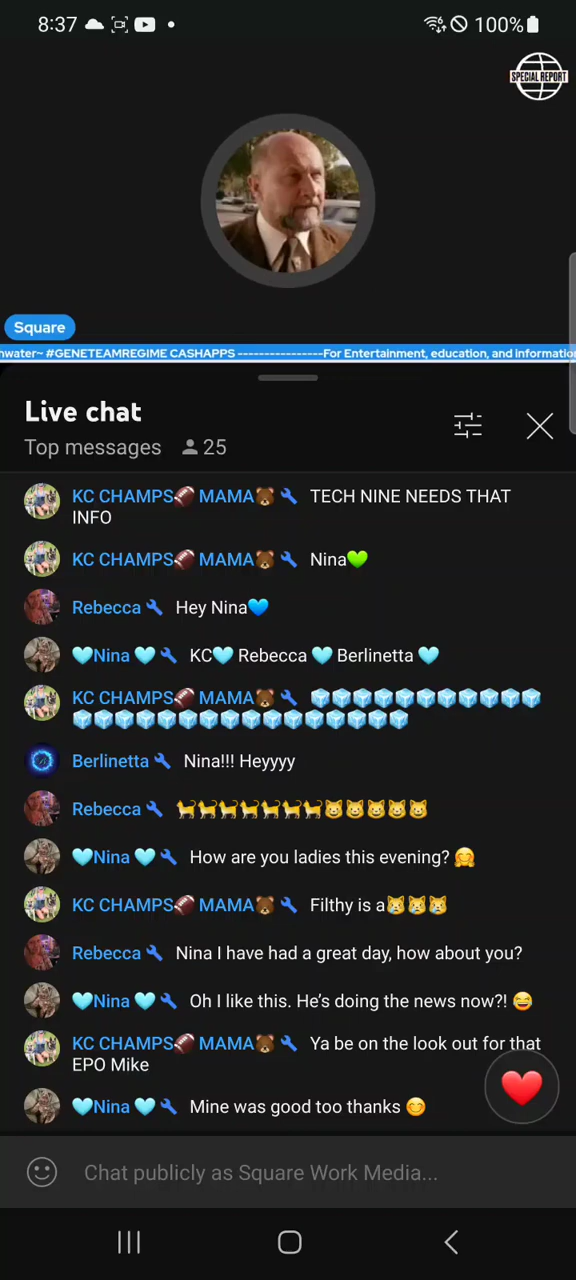 8:37
100%
SPECIAL REPORT
Square
hwater~ #GENETEAMREGIME CASHAPPS ----------------For Entertainment, education, and informatio
Live chat
Top messages 25
KC CHAMPS🏈 MAMA🐻 🔧 TECH NINE NEEDS THAT
INFO
KC CHAMPS🏈 MAMA🐻 🔧 Nina💚
Rebecca 🔧 Hey Nina💙
🩵Nina 🩵 🔧 KC🩵 Rebecca 🩵 Berlinetta 🩵
KC CHAMPS🏈 MAMA🐻 🔧 🧊🧊🧊🧊🧊🧊🧊🧊🧊🧊🧊
🧊🧊🧊🧊🧊🧊🧊🧊🧊🧊🧊🧊🧊🧊🧊🧊
Berlinetta 🔧 Nina!!! Heyyyy
Rebecca 🔧 🐈🐈🐈🐈🐈🐈🐈😺😺😺😺😺
🩵Nina 🩵 🔧 How are you ladies this evening? 🤗
KC CHAMPS🏈 MAMA🐻 🔧 Filthy is a😿😿😿
Rebecca 🔧 Nina I have had a great day, how about you?
🩵Nina 🩵 🔧 Oh I like this. He's doing the news now?! 😂
KC CHAMPS🏈 MAMA🐻 🔧 Ya be on the look out for that
EPO Mike
🩵Nina 🩵 🔧 Mine was good too thanks 😊
Chat publicly as Square Work Media...